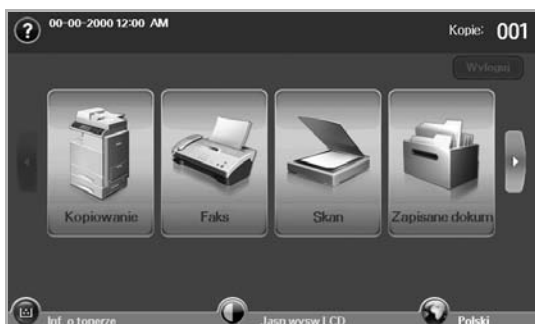 ? 00-00-2000 12:00 AM Kopie: 001
Wyloguj
Kopiowanie Faks Skan Zapisane dokum
Inf. o tonerze Jasn wysw LCD Polski